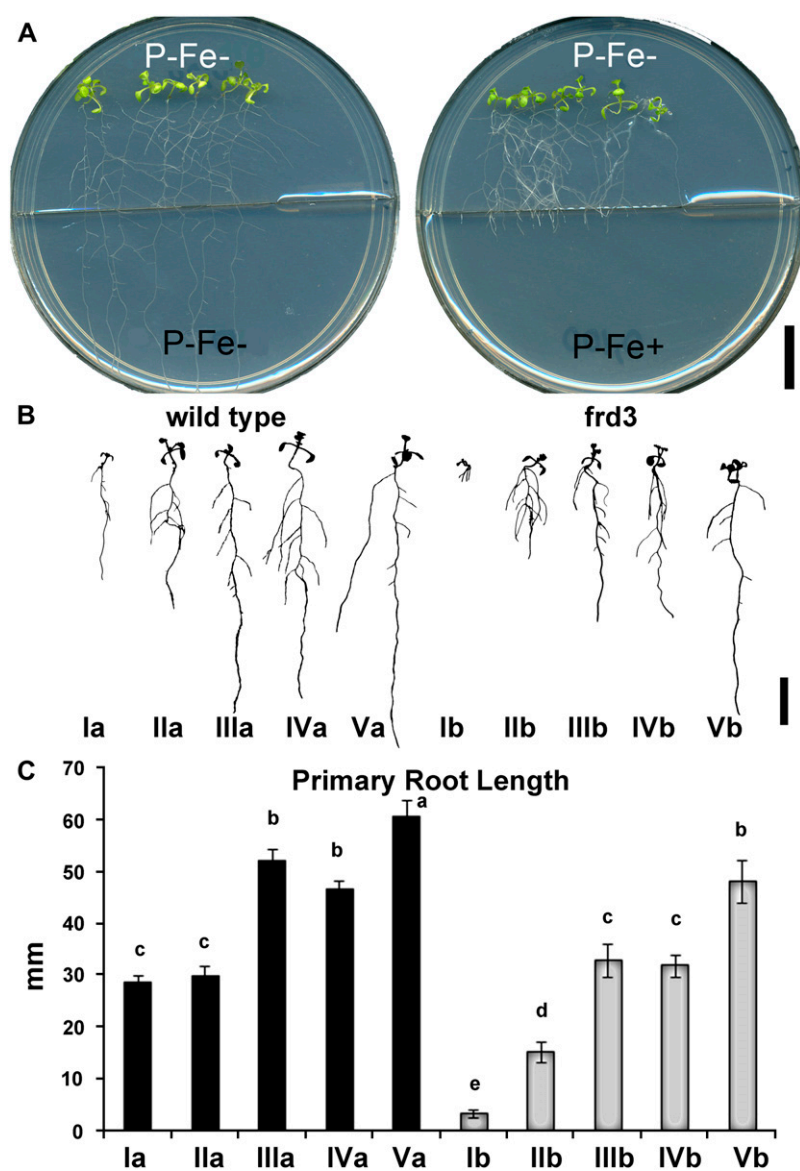 A
P-Fe- P-Fe-
P-Fe- P-Fe+
B
wild type frd3
Ia IIa IIIa IVa Va Ib IIb IIIb IVb Vb
C
Primary Root Length
70
60
50
40
30
20
10
0
mm
c c b b a e d c c b
Ia IIa IIIa IVa Va Ib IIb IIIb IVb Vb